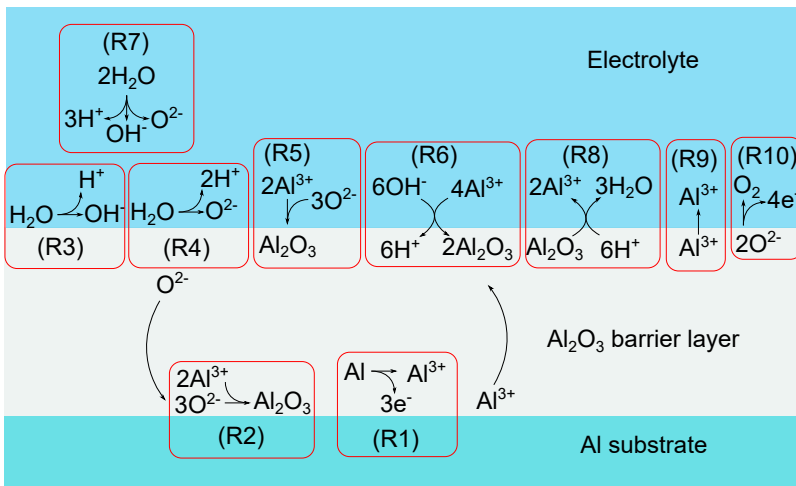 Electrolyte
(R7)
2H₂O
3H⁺ OH⁻ O²⁻
(R3)
H⁺
H₂O OH⁻
(R4)
2H⁺
H₂O O²⁻
(R5)
2Al³⁺
3O²⁻
Al₂O₃
(R6)
6OH⁻ 4Al³⁺
6H⁺ 2Al₂O₃
(R8)
2Al³⁺ 3H₂O
Al₂O₃ 6H⁺
(R9)
Al³⁺
Al³⁺
(R10)
O₂ 4e⁻
2O²⁻
O²⁻
Al₂O₃ barrier layer
2Al³⁺
3O²⁻ Al₂O₃
(R2)
Al Al³⁺
3e⁻
(R1)
Al³⁺
Al substrate